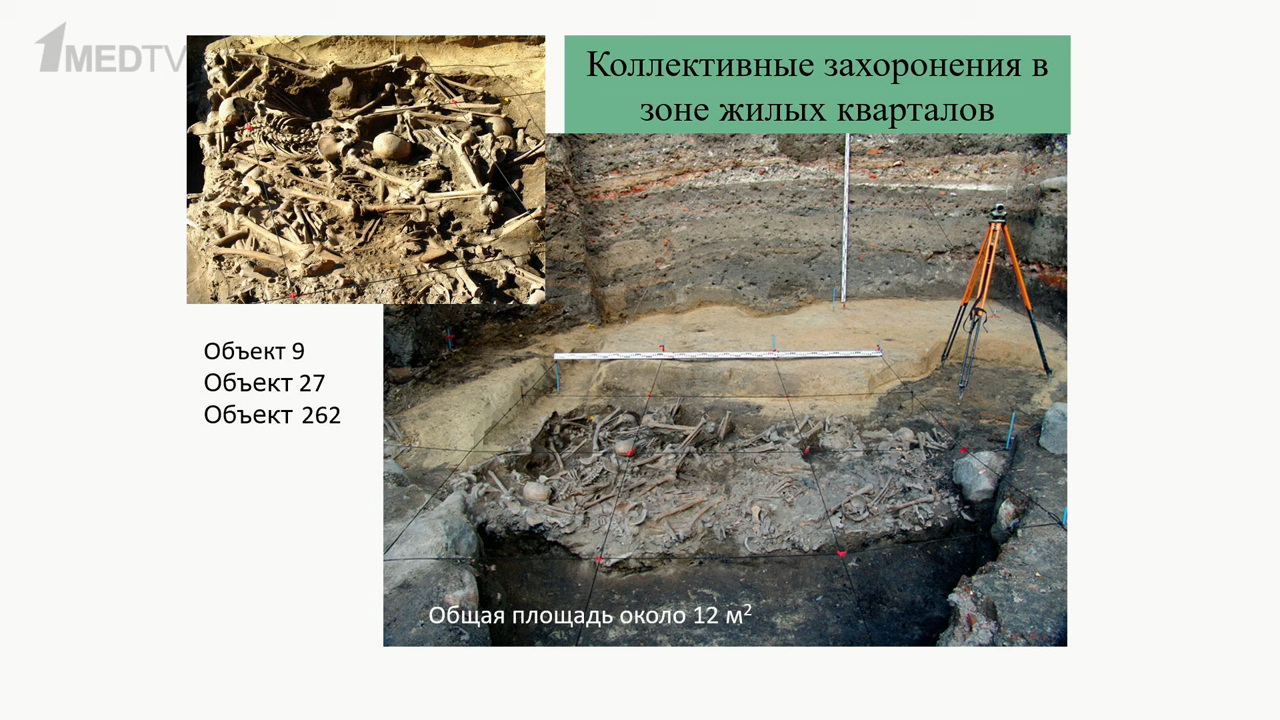 1MEDTV
Коллективные захоронения в
зоне жилых кварталов
Объект 9
Объект 27
Объект 262
Общая площадь около 12 м²